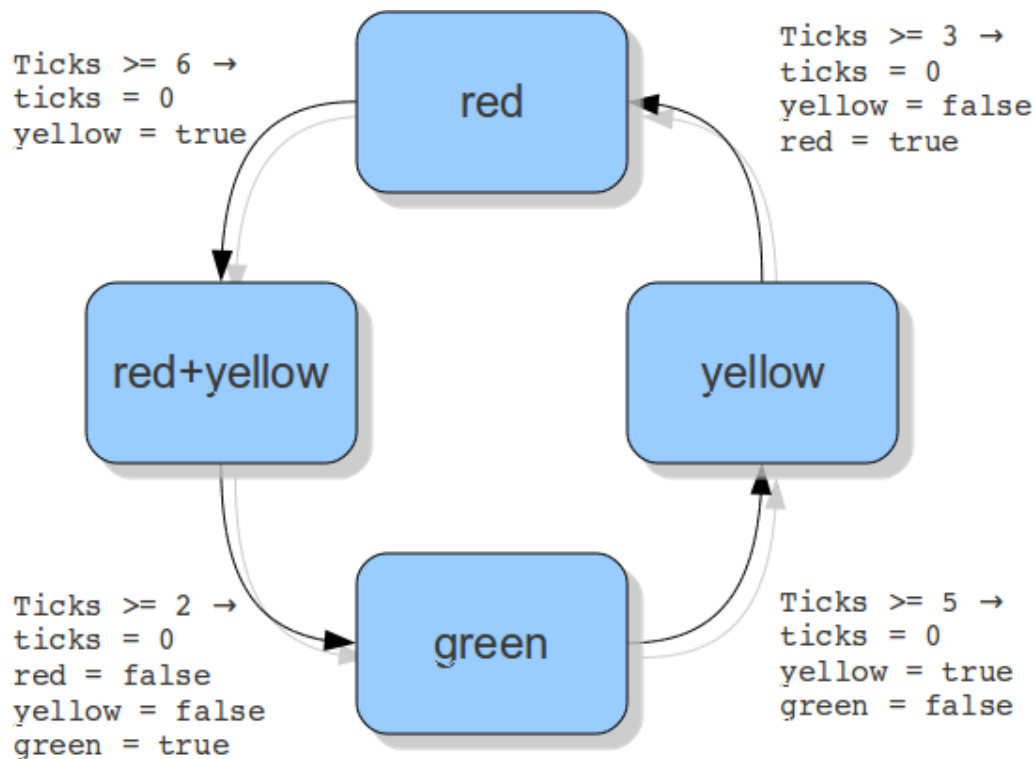 Ticks >= 6 →
ticks = 0
yellow = true
red
Ticks >= 3 →
ticks = 0
yellow = false
red = true
red+yellow
yellow
Ticks >= 2 →
ticks = 0
red = false
yellow = false
green = true
green
Ticks >= 5 →
ticks = 0
yellow = true
green = false